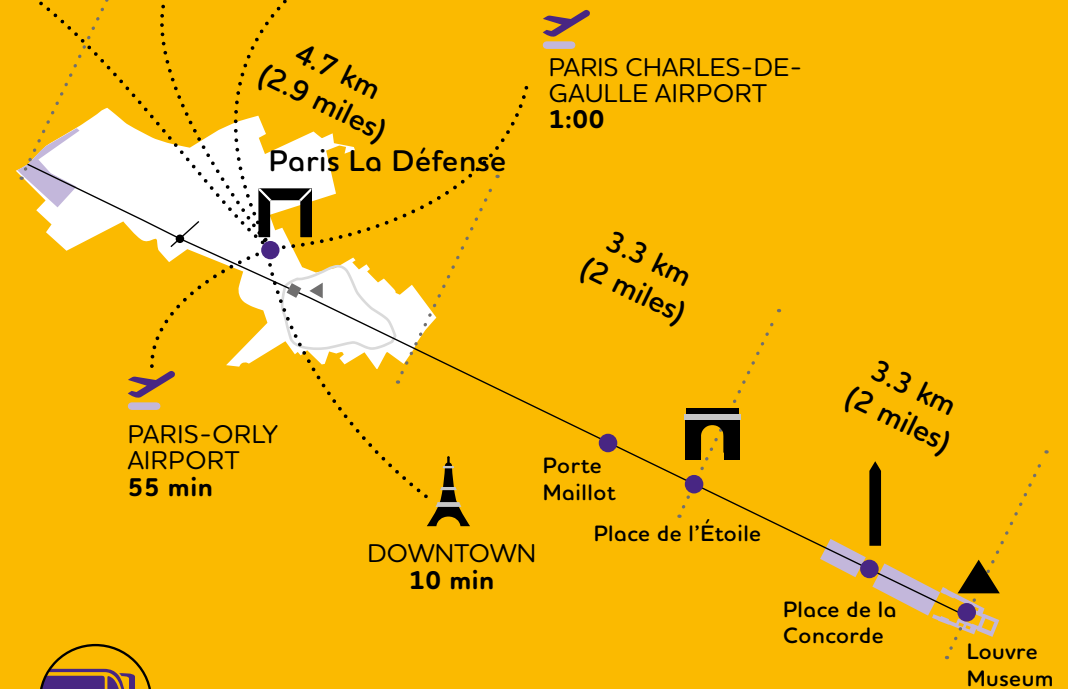 4.7 km
(2.9 miles)
PARIS CHARLES-DE-
GAULLE AIRPORT
1:00
Paris La Défense
3.3 km
(2 miles)
3.3 km
(2 miles)
PARIS-ORLY
AIRPORT
55 min
Porte
Maillot
Place de l'Étoile
DOWNTOWN
10 min
Place de la
Concorde
Louvre
Museum